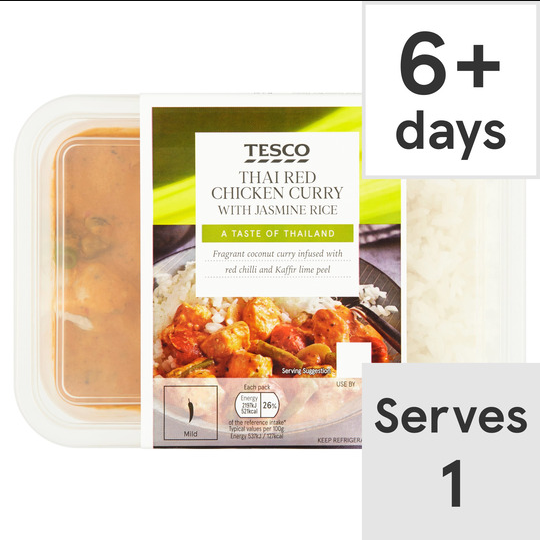 6+
days
TESCO
THAI RED
CHICKEN CURRY
WITH JASMINE RICE
A TASTE OF THAILAND
Fragrant coconut curry infused with
red chilli and Kaffir lime peel
Serving Suggestion
USE BY
Mild
Each pack
Energy
2197kJ
521kcal
26%
of the reference intake*
Typical values per 100g
Energy 537kJ / 127kcal
KEEP REFRIGERA
Serves
1